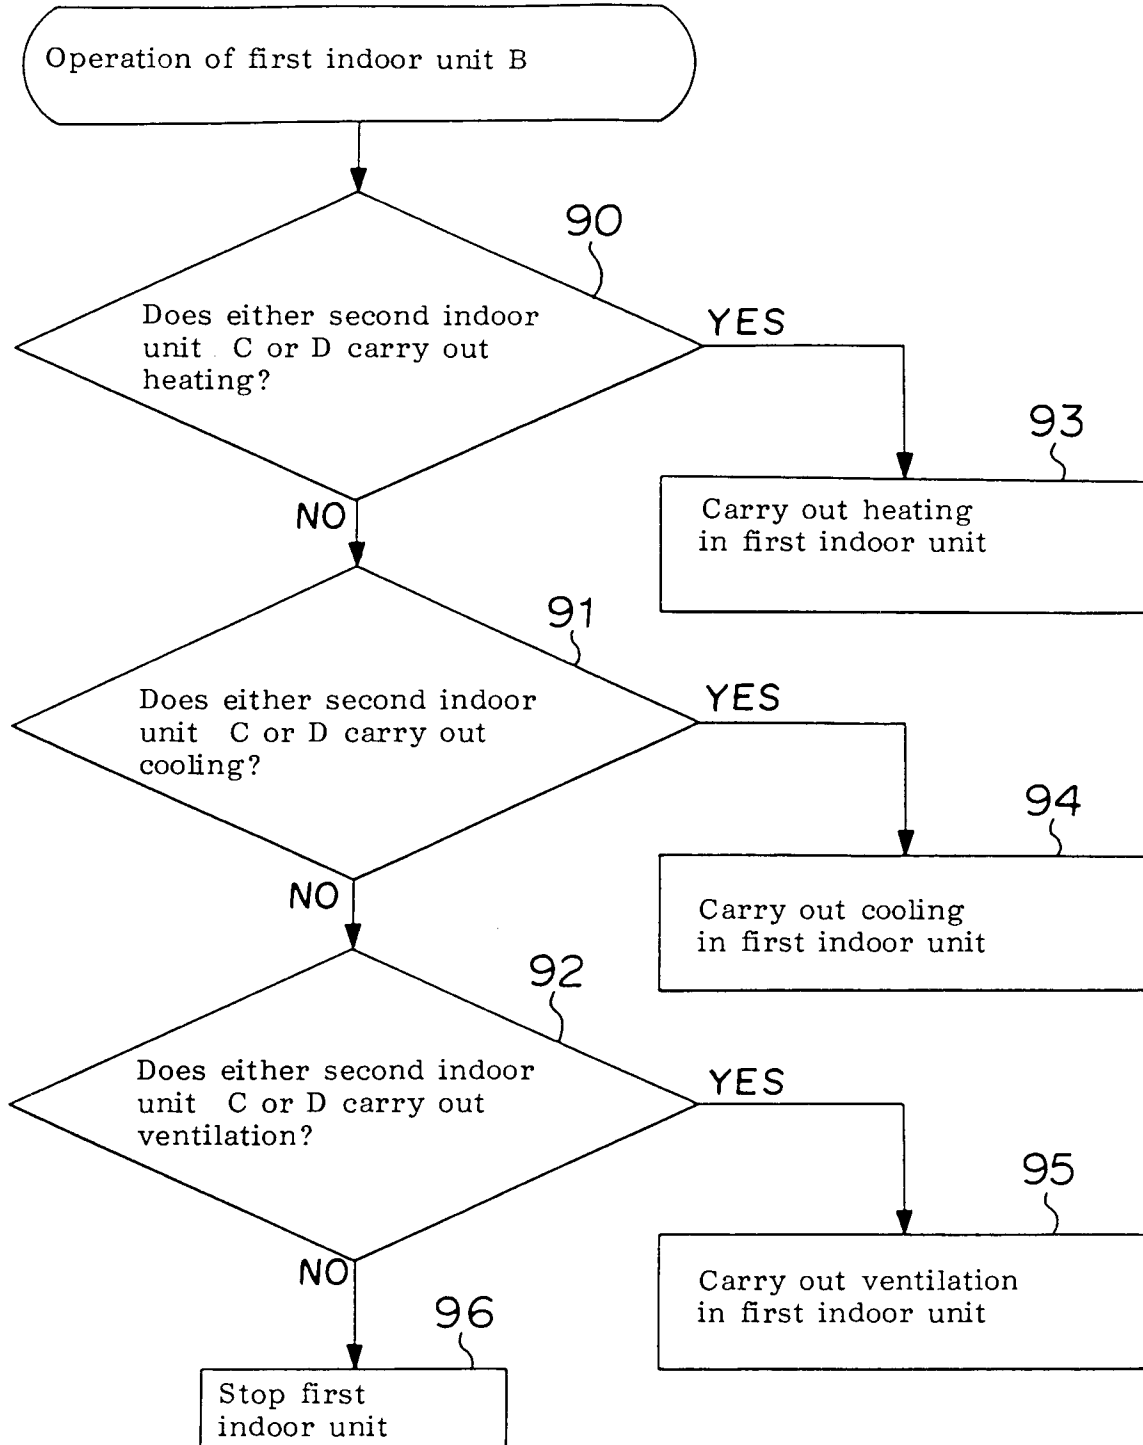 Operation of first indoor unit B
90
Does either second indoor
unit C or D carry out
heating?
YES
93
Carry out heating
in first indoor unit
NO
91
Does either second indoor
unit C or D carry out
cooling?
YES
94
Carry out cooling
in first indoor unit
NO
92
Does either second indoor
unit C or D carry out
ventilation?
YES
95
Carry out ventilation
in first indoor unit
NO
96
Stop first
indoor unit